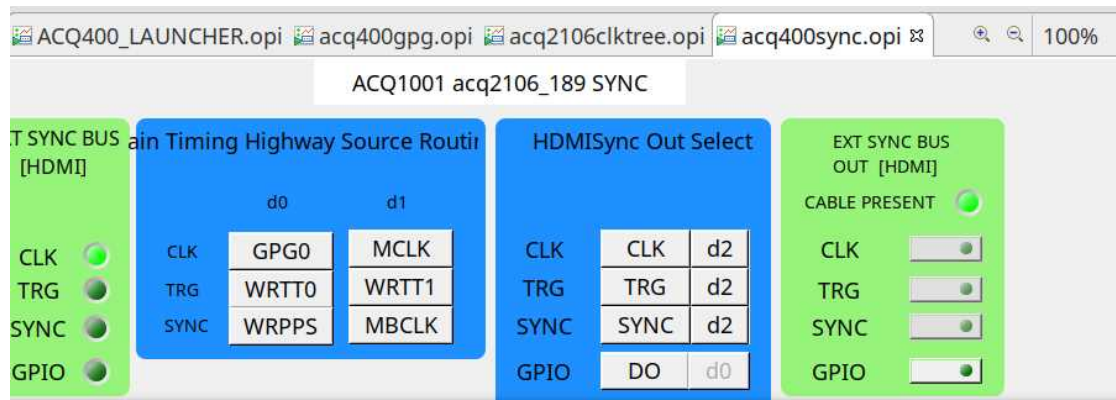 ACQ400_LAUNCHER.opi acq400gpg.opi acq2106clktree.opi acq400sync.opi 100%
ACQ1001 acq2106_189 SYNC
T SYNC BUS
[HDMI]
CLK
TRG
SYNC
GPIO
ain Timing Highway Source Routin
d0 d1
CLK GPG0 MCLK
TRG WRTT0 WRTT1
SYNC WRPPS MBCLK
HDMISync Out Select
CLK CLK d2
TRG TRG d2
SYNC SYNC d2
GPIO DO d0
EXT SYNC BUS
OUT [HDMI]
CABLE PRESENT
CLK
TRG
SYNC
GPIO